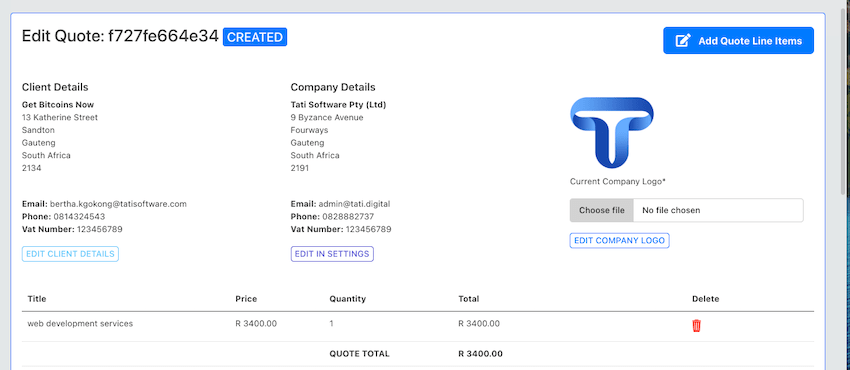 Edit Quote: f727fe664e34 CREATED
Add Quote Line Items
Client Details
Get Bitcoins Now
13 Katherine Street
Sandton
Gauteng
South Africa
2134
Email: bertha.kgokong@tatisoftware.com
Phone: 0814324543
Vat Number: 123456789
EDIT CLIENT DETAILS
Company Details
Tati Software Pty (Ltd)
9 Byzance Avenue
Fourways
Gauteng
South Africa
2191
Email: admin@tati.digital
Phone: 0828882737
Vat Number: 123456789
EDIT IN SETTINGS
Current Company Logo*
Choose file No file chosen
EDIT COMPANY LOGO
Title Price Quantity Total Delete
web development services R 3400.00 1 R 3400.00
QUOTE TOTAL R 3400.00